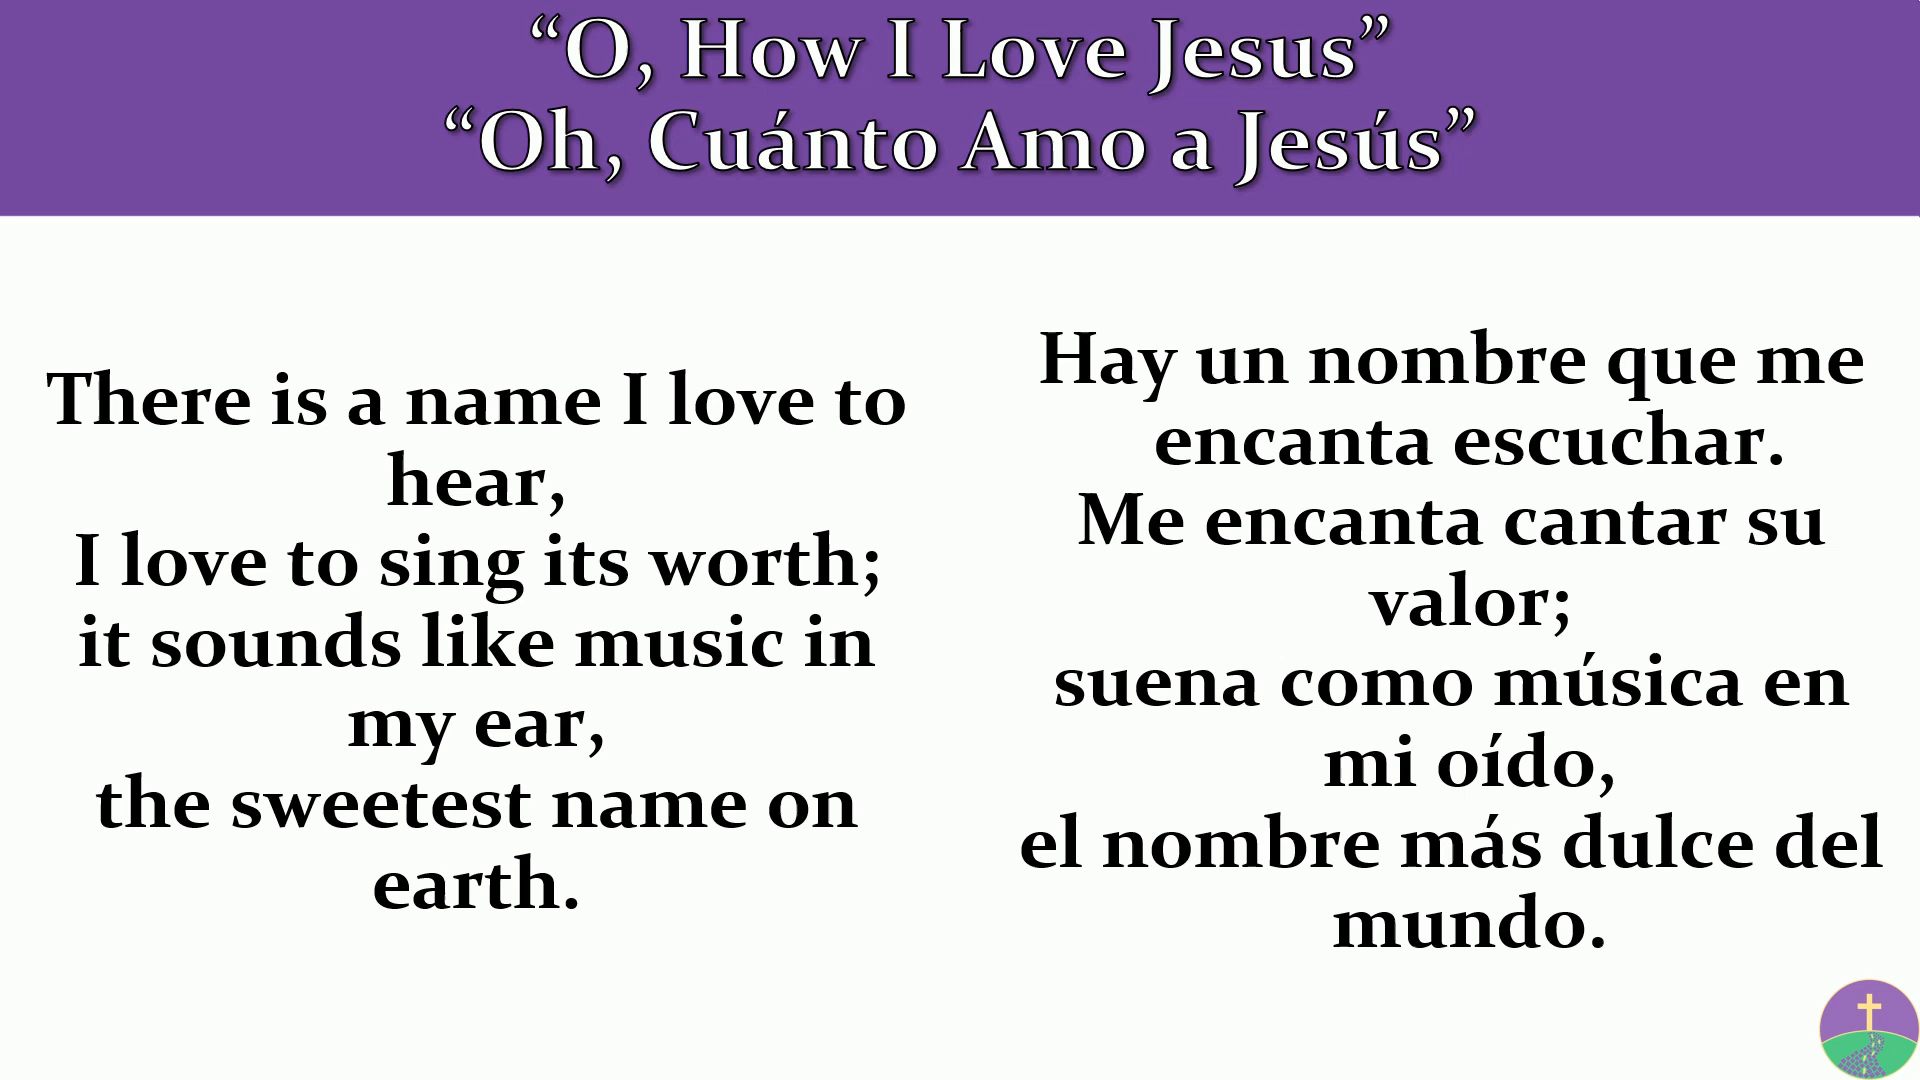 “O, How I Love Jesus”
“Oh, Cuánto Amo a Jesús”
There is a name I love to
hear,
I love to sing its worth;
it sounds like music in
my ear,
the sweetest name on
earth.
Hay un nombre que me
encanta escuchar.
Me encanta cantar su
valor;
suena como música en
mi oído,
el nombre más dulce del
mundo.